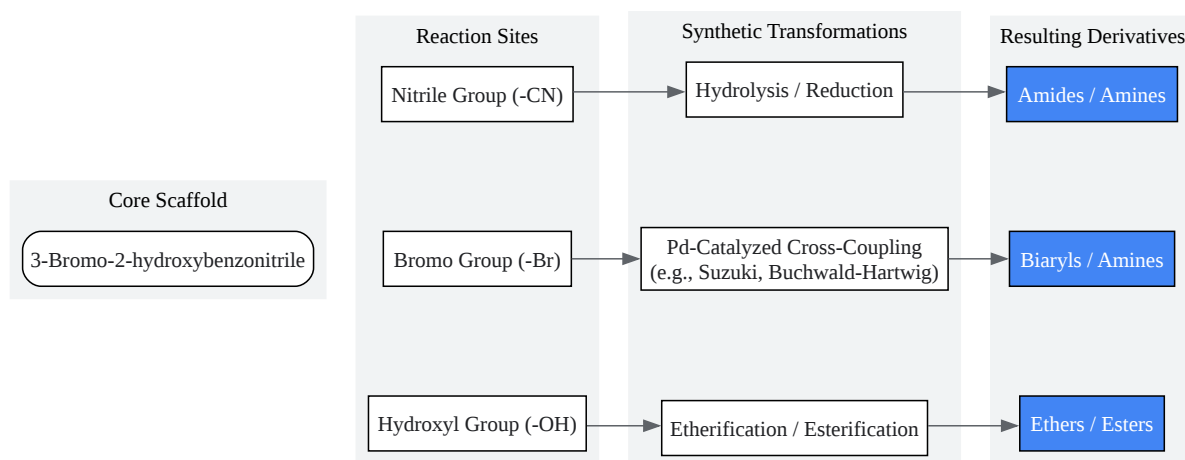 Reaction Sites
Synthetic Transformations
Resulting Derivatives
Nitrile Group (-CN)
Hydrolysis / Reduction
Amides / Amines
Core Scaffold
3-Bromo-2-hydroxybenzonitrile
Bromo Group (-Br)
Pd-Catalyzed Cross-Coupling
(e.g., Suzuki, Buchwald-Hartwig)
Biaryls / Amines
Hydroxyl Group (-OH)
Etherification / Esterification
Ethers / Esters